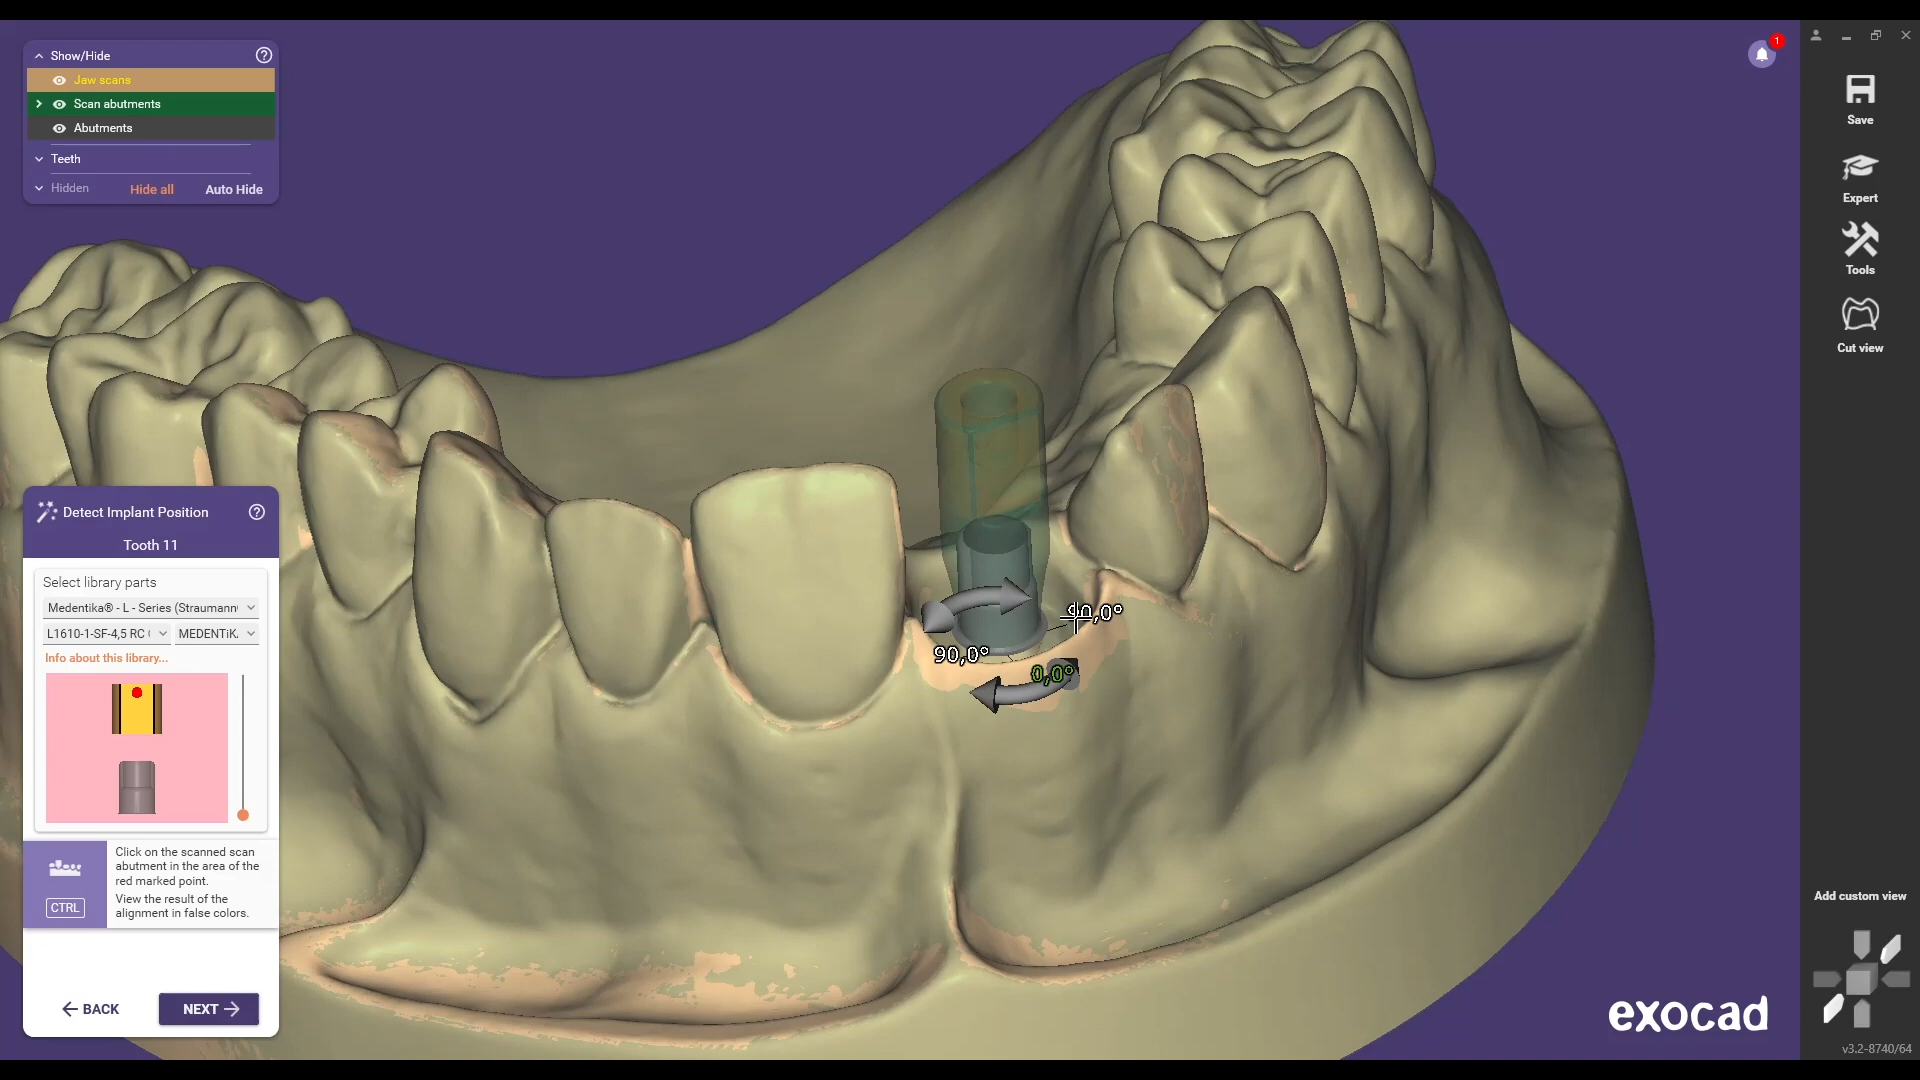 Show/Hide
?
1
Jaw scans
Scan abutments
Abutments
Teeth
Hidden Hide all Auto Hide
Save
Expert
Tools
Cut view
Detect Implant Position ?
Tooth 11
Select library parts
Medentika® - L - Series (Straumann
L1610-1-SF-4,5 RC ( MEDENTiK.
Info about this library...
Click on the scanned scan
abutment in the area of the
red marked point.
CTRL
View the result of the
alignment in false colors.
BACK NEXT
90,0°
90,0°
0,0°
Add custom view
exocad
v3.2-8740/64